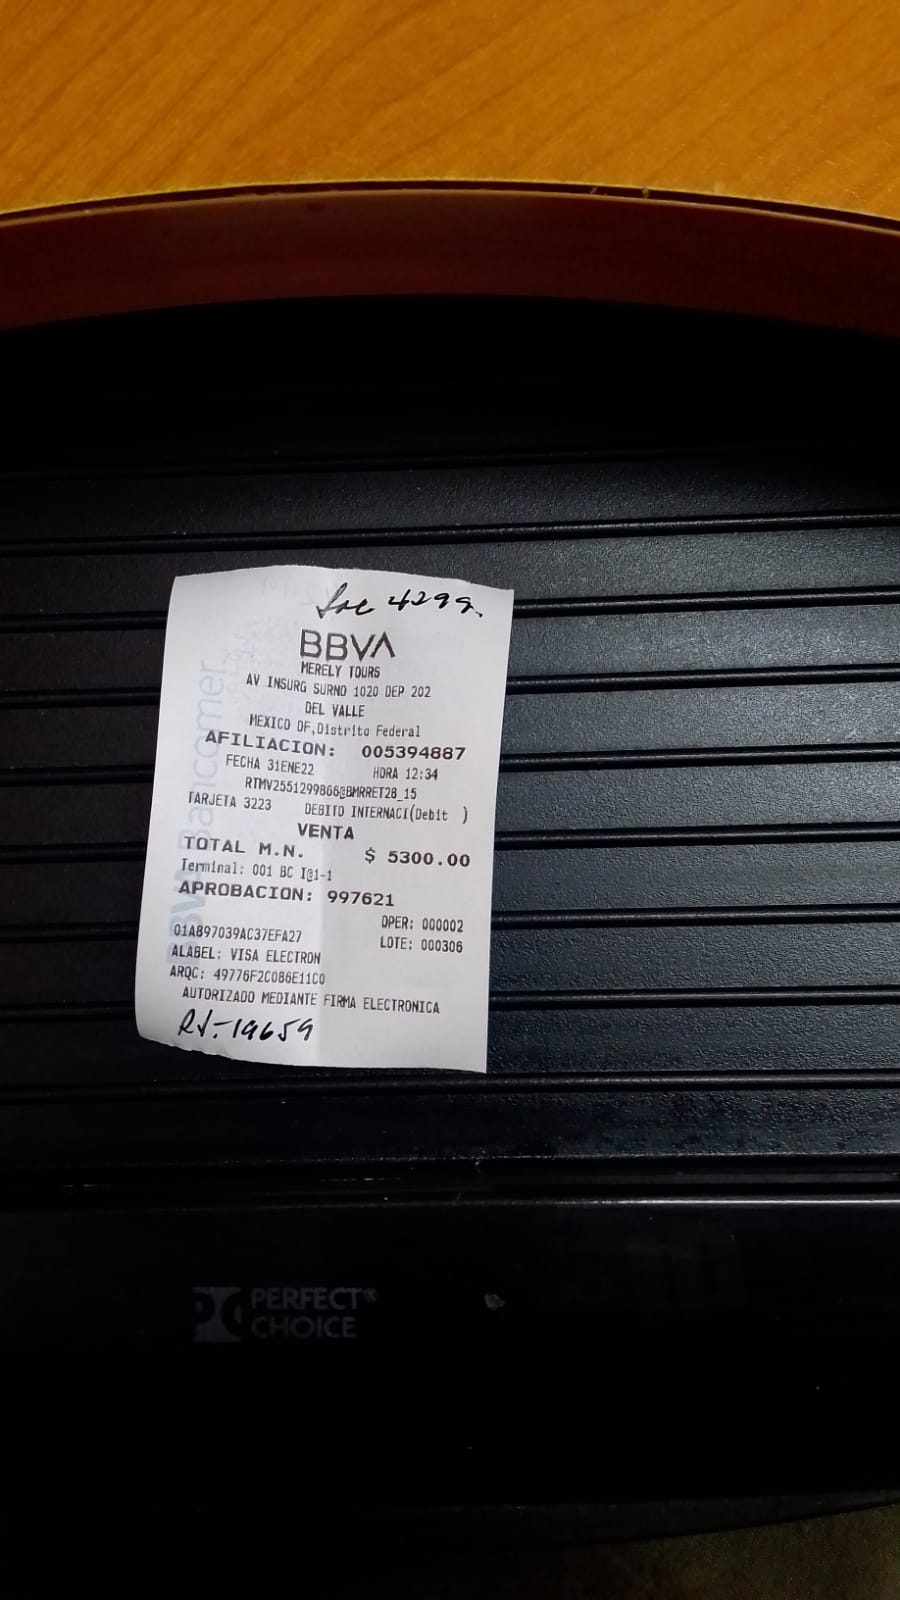 4299.
BBVA
MERELY TOURS
AV INSURG SURNO 1020 DEP 202
DEL VALLE
MEXICO DF,Distrito Federal
AFILIACION: 005394887
FECHA 31ENE22 HORA 12:34
RTMV2551299866@BMRRET28_15
TARJETA 3223 DEBITO INTERNACI(Debit )
VENTA
TOTAL M.N. $ 5300.00
Terminal: 001 BC I@1-1
APROBACION: 997621
OPER: 000002
01A897039AC37EFA27 LOTE: 000306
ALABEL: VISA ELECTRON
ARQC: 49776F2C086E11C0
AUTORIZADO MEDIANTE FIRMA ELECTRONICA
19659
BBVA Bancomer
PC PERFECT®
CHOICE